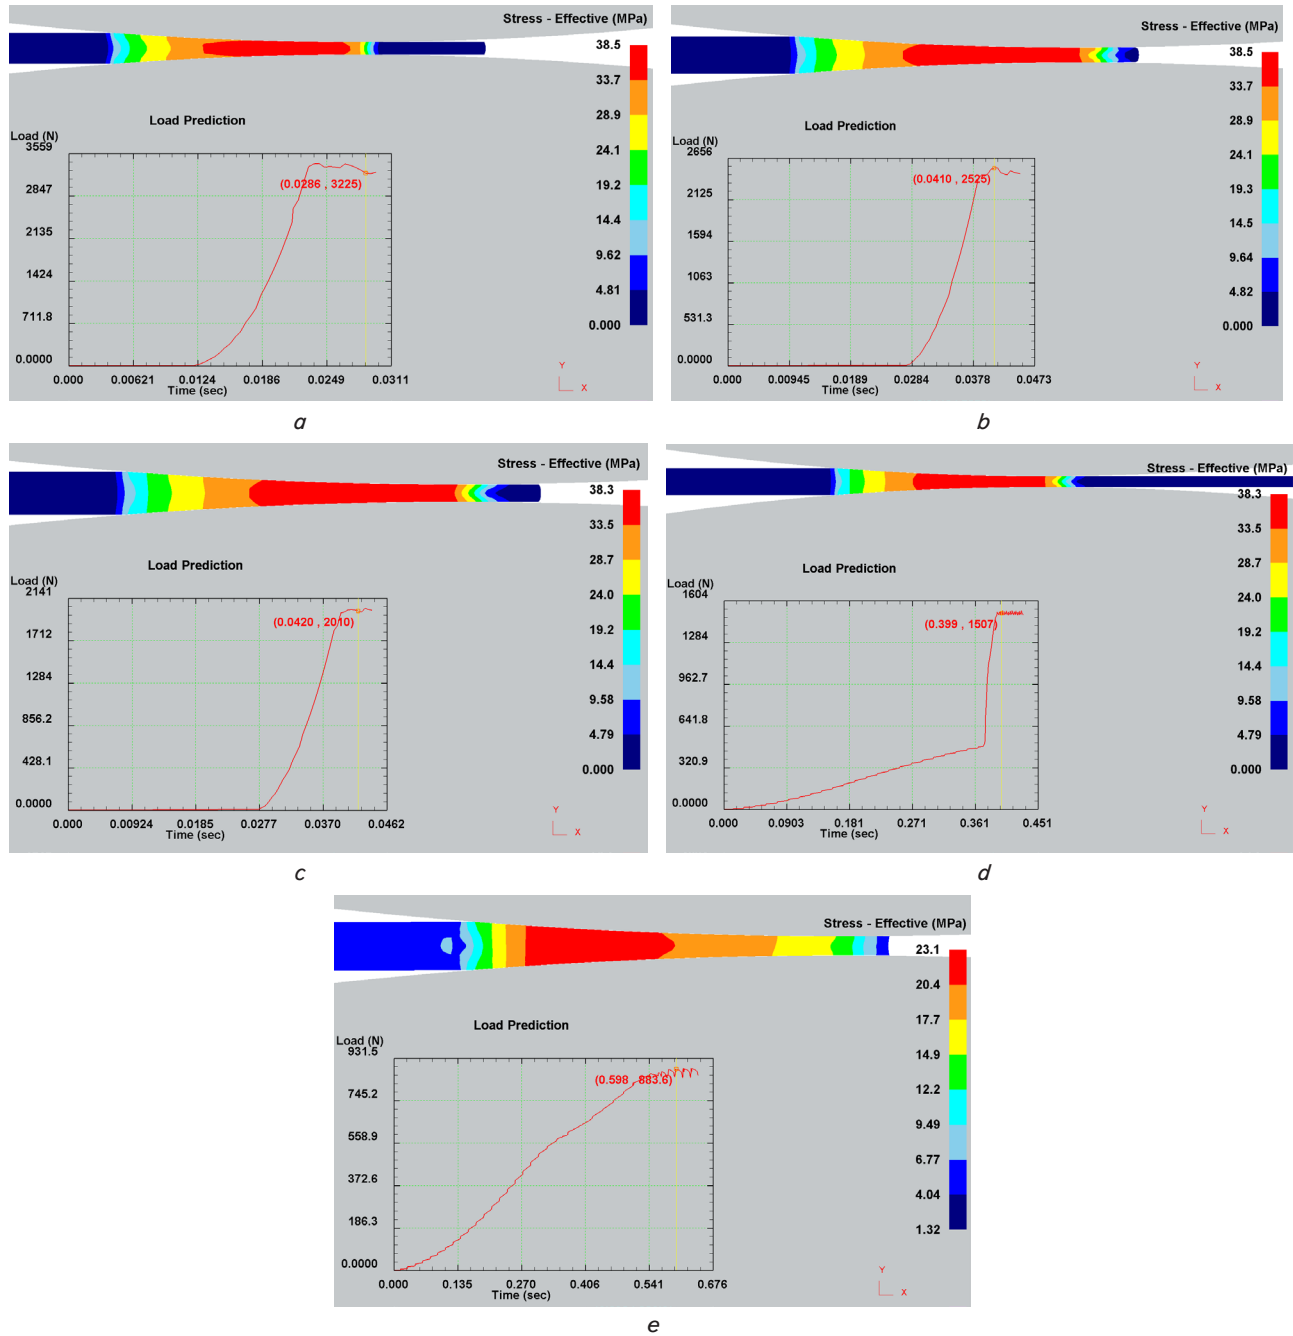 Stress - Effective (MPa)
38.5
33.7
28.9
24.1
19.2
14.4
9.62
4.81
0.000
Load Prediction
Load (N)
3559
2847
2135
1424
711.8
0.0000
(0.0286 , 3225)
0.000 0.00621 0.0124 0.0186 0.0249 0.0311
Time (sec)
Y
X
a
Stress - Effective (MPa)
38.5
33.7
28.9
24.1
19.3
14.5
9.64
4.82
0.000
Load Prediction
Load (N)
2656
2125
1594
1063
531.3
0.0000
(0.0410 , 2525)
0.000 0.00945 0.0189 0.0284 0.0378 0.0473
Time (sec)
Y
X
b
Stress - Effective (MPa)
38.3
33.5
28.7
24.0
19.2
14.4
9.58
4.79
0.000
Load Prediction
Load (N)
2141
1712
1284
856.2
428.1
0.0000
(0.0420 , 2010)
0.000 0.00924 0.0185 0.0277 0.0370 0.0462
Time (sec)
Y
X
c
Stress - Effective (MPa)
38.3
33.5
28.7
24.0
19.2
14.4
9.58
4.79
0.000
Load Prediction
Load (N)
1604
1284
962.7
641.8
320.9
0.0000
(0.399 , 1507)
0.000 0.0903 0.181 0.271 0.361 0.451
Time (sec)
Y
X
d
Stress - Effective (MPa)
23.1
20.4
17.7
14.9
12.2
9.49
6.77
4.04
1.32
Load Prediction
Load (N)
931.5
745.2
558.9
372.6
186.3
0.0000
(0.598 , 883.6)
0.000 0.135 0.270 0.406 0.541 0.676
Time (sec)
Y
X
e